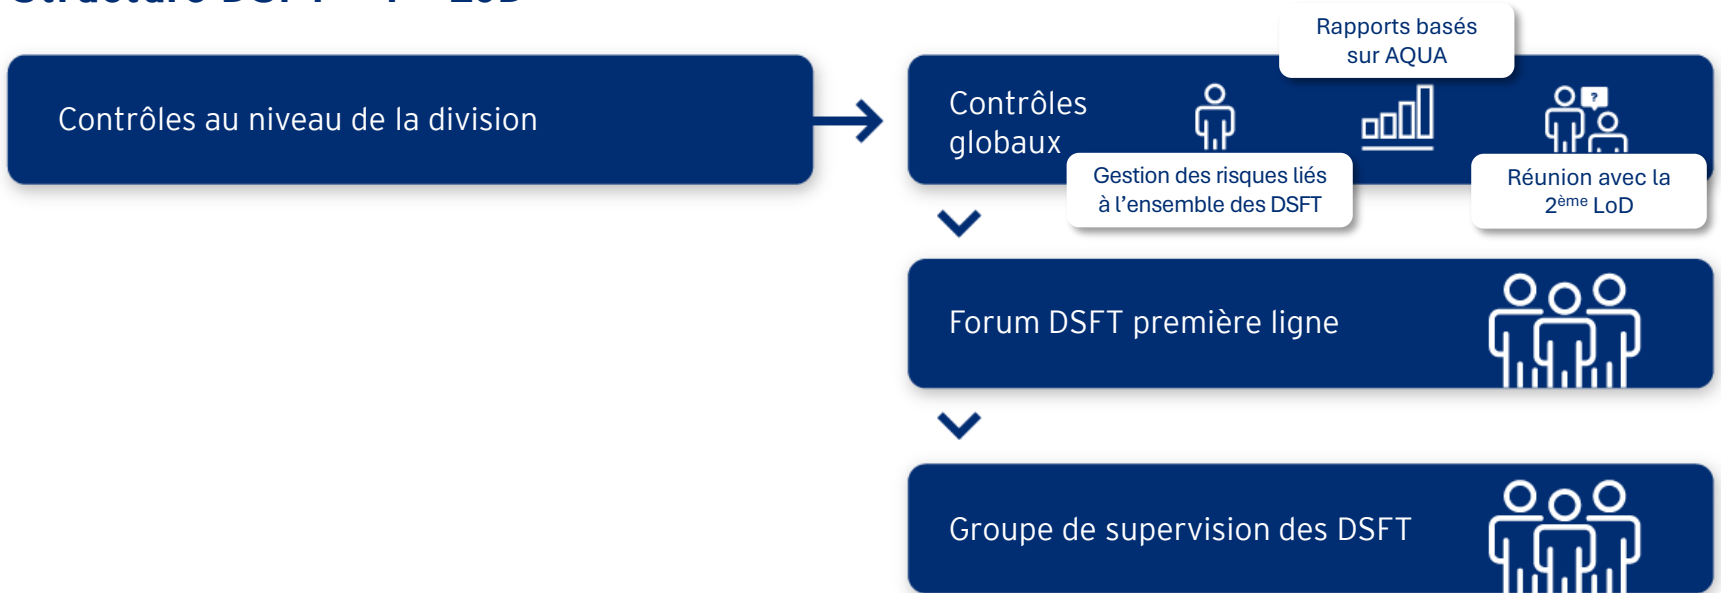 Contrôles au niveau de la division
Rapports basés
sur AQUA
Contrôles
globaux
?
Gestion des risques liés
à l’ensemble des DSFT
Réunion avec la
2ème LoD
Forum DSFT première ligne
Groupe de supervision des DSFT